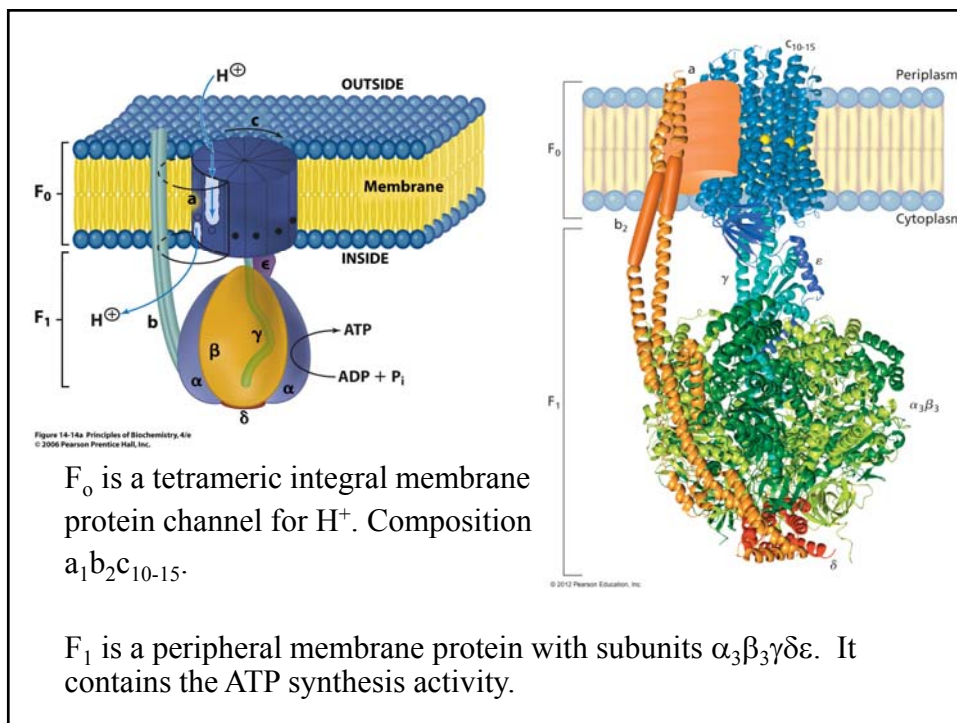 H⊕
OUTSIDE
c
F₀
a
Membrane
INSIDE
ε
F₁
H⊕
b
β
γ
α
α
δ
ATP
ADP + Pᵢ
Figure 14-14a Principles of Biochemistry, 4/e
© 2006 Pearson Prentice Hall, Inc.
c₁₀₋₁₅
a
Periplasm
F₀
Cytoplasm
b₂
γ
ε
F₁
α₃β₃
δ
© 2012 Pearson Education, Inc.
Fₒ is a tetrameric integral membrane
protein channel for H⁺. Composition
a₁b₂c₁₀₋₁₅.
F₁ is a peripheral membrane protein with subunits α₃β₃γδε. It
contains the ATP synthesis activity.